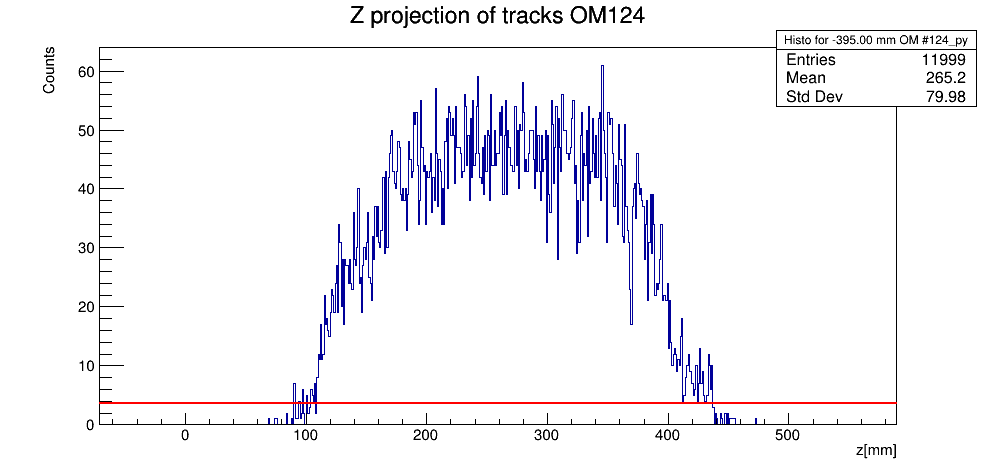 Z projection of tracks OM124
Histo for -395.00 mm OM #124_py
Entries 11999
Mean 265.2
Std Dev 79.98
Counts
60
50
40
30
20
10
0
0 100 200 300 400 500
z[mm]